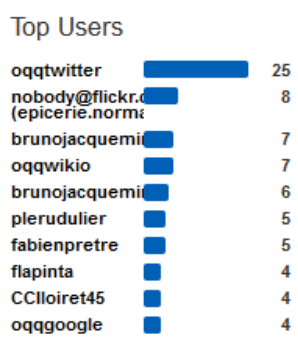 Top Users
oqqtwitter 25
nobody@flickr. 8
(epicerie.norma
brunojacquemi 7
oqqwikio 7
brunojacquemi 6
plerudulier 5
fabienpretre 5
flapinta 4
CClloiret45 4
oqqgoogle 4